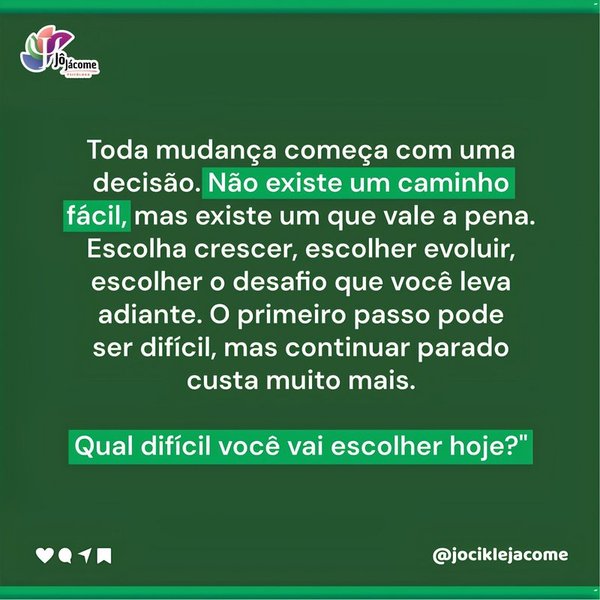 Jô
Jácome
PSICÓLOGA
Toda mudança começa com uma
decisão. Não existe um caminho
fácil, mas existe um que vale a pena.
Escolha crescer, escolher evoluir,
escolher o desafio que você leva
adiante. O primeiro passo pode
ser difícil, mas continuar parado
custa muito mais.
Qual difícil você vai escolher hoje?"
@jociklejacome